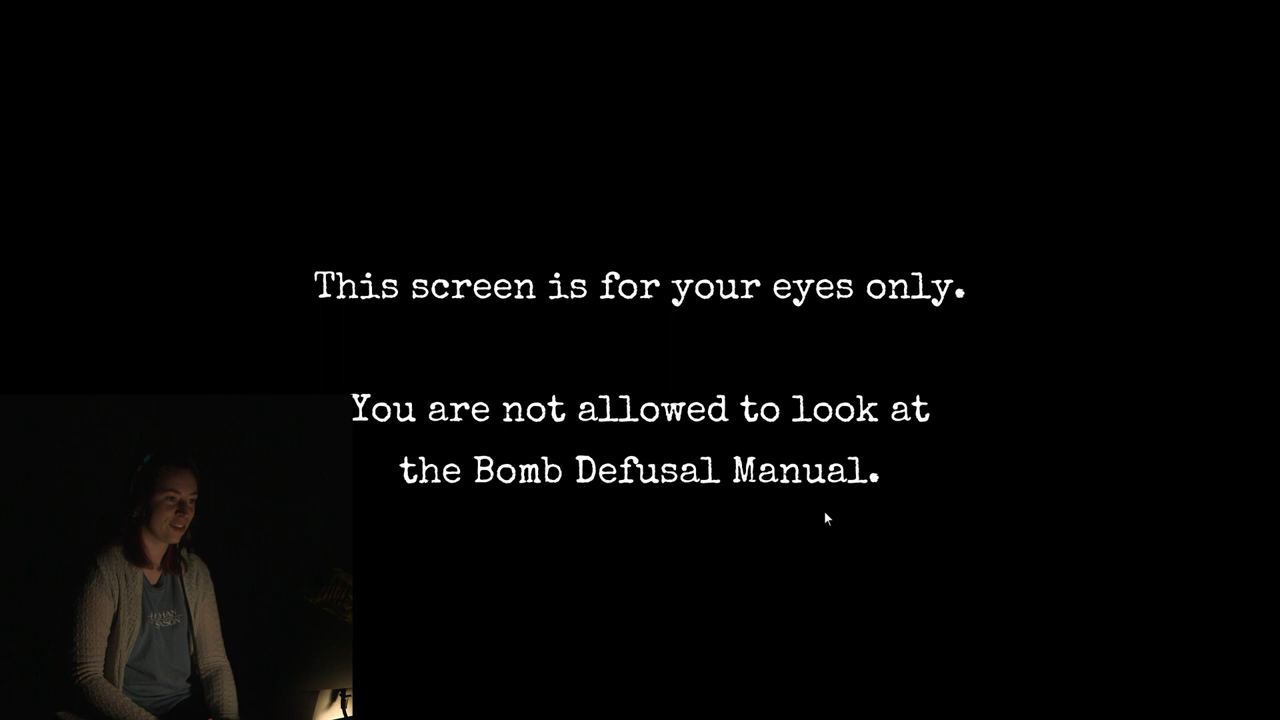 This screen is for your eyes only.
You are not allowed to look at
the Bomb Defusal Manual.